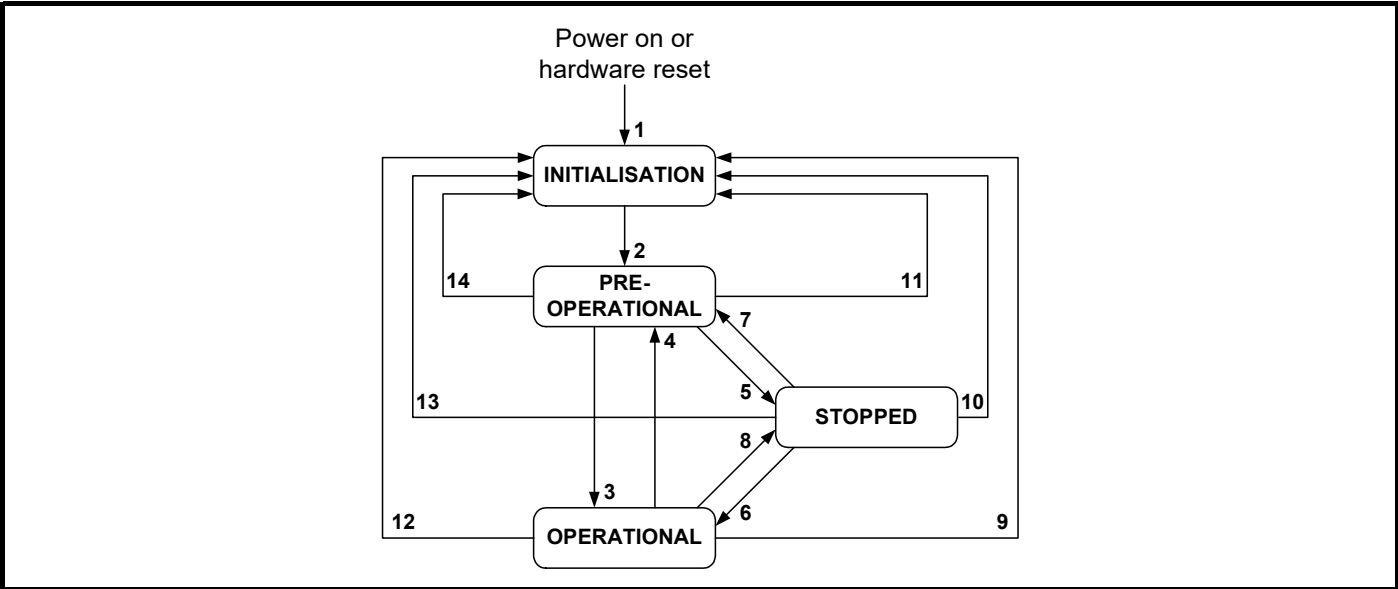 Power on or
hardware reset
1
INITIALISATION
2
14
PRE-
OPERATIONAL
11
7
4
5
13
STOPPED
10
8
3
6
12
OPERATIONAL
9